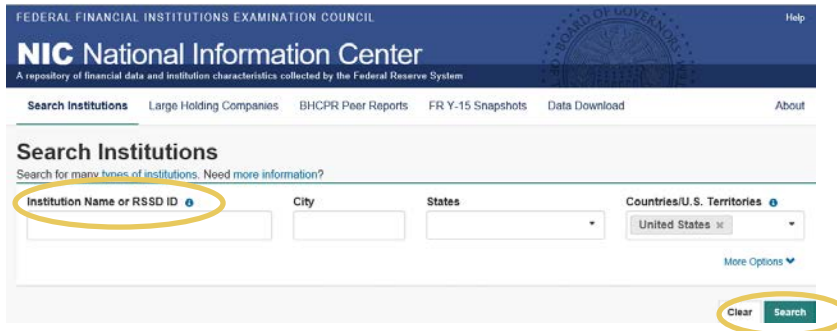 FEDERAL FINANCIAL INSTITUTIONS EXAMINATION COUNCIL
Help
NIC National Information Center
A repository of financial data and institution characteristics collected by the Federal Reserve System
Search Institutions Large Holding Companies BHCPR Peer Reports FR Y-15 Snapshots Data Download About
Search Institutions
Search for many types of institutions. Need more information?
Institution Name or RSSD ID City States Countries/U.S. Territories
United States ×
More Options
Clear Search